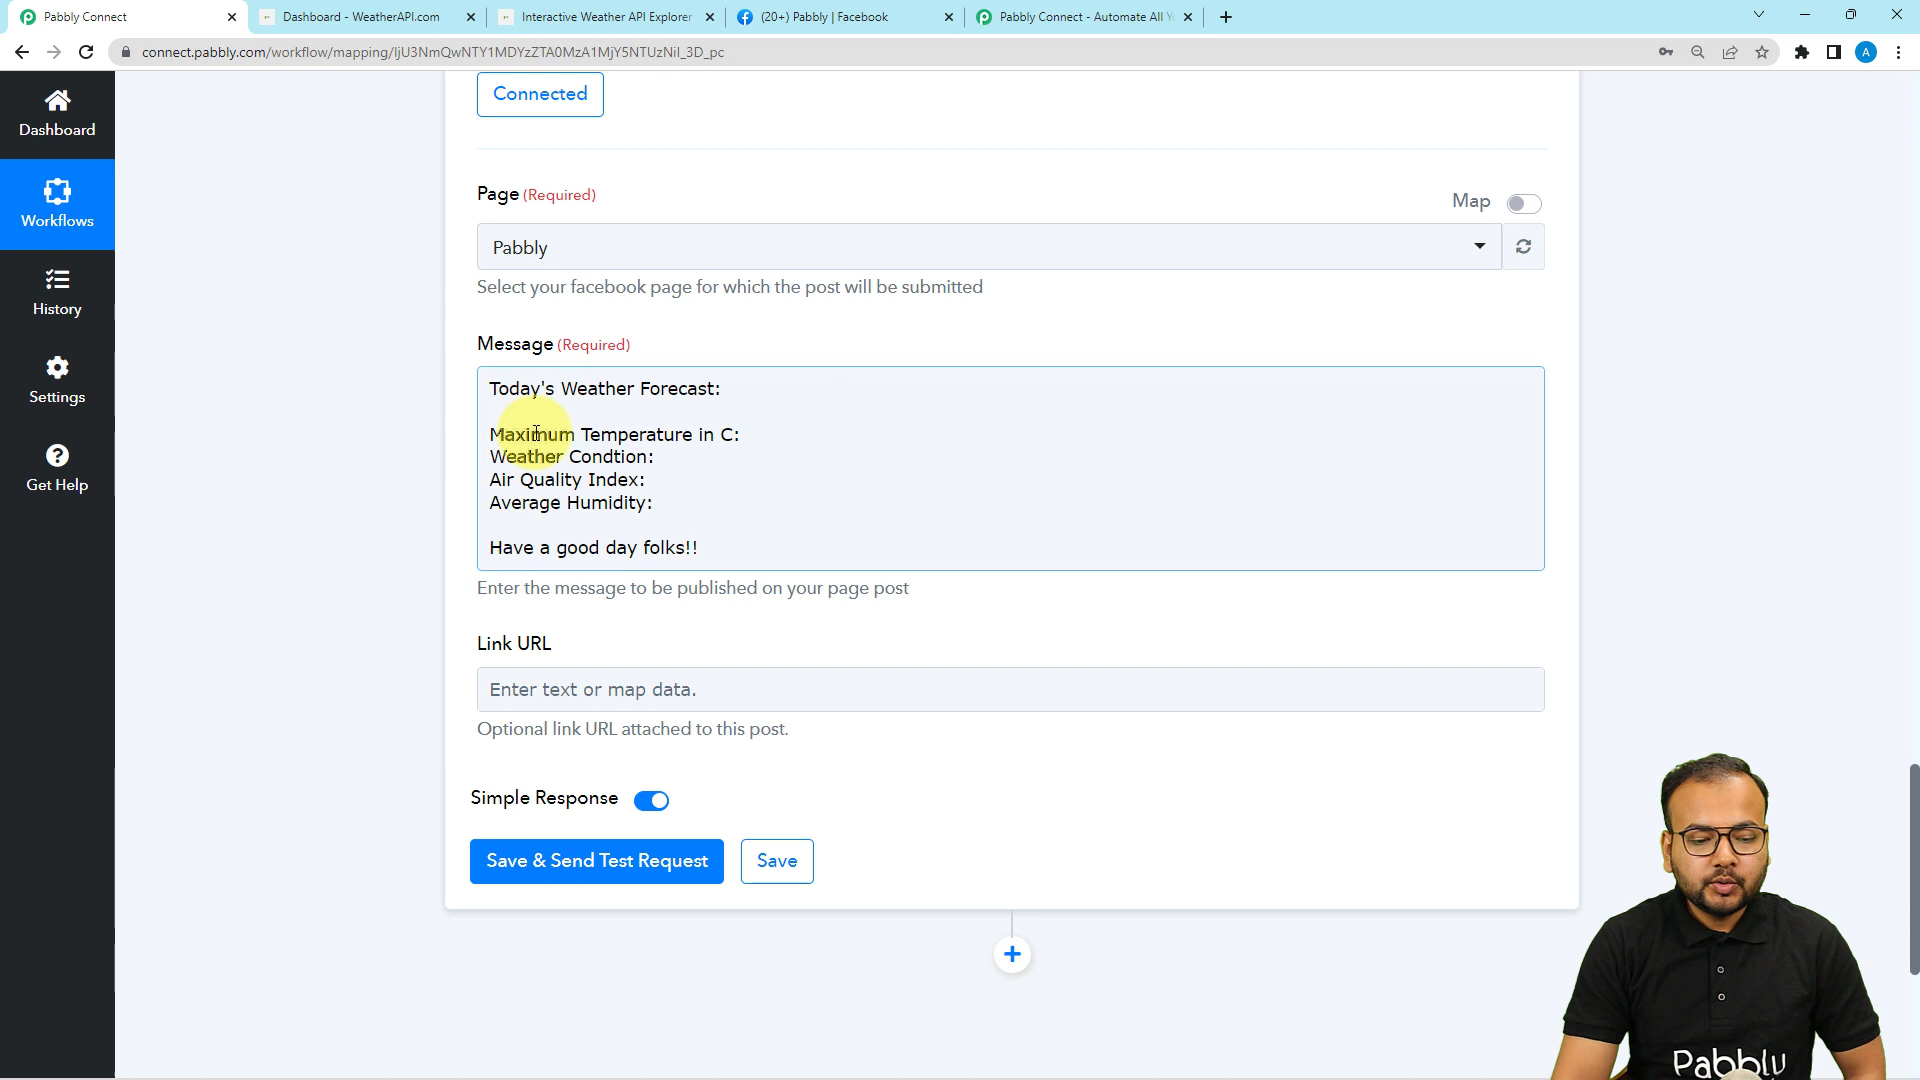 Pabbly Connect
Dashboard - WeatherAPI.com
Interactive Weather API Explorer
(20+) Pabbly | Facebook
Pabbly Connect - Automate All Y
connect.pabbly.com/workflow/mapping/IjU3NmQwNTY1MDYzZTA0MzA1MjY5NTUzNiI_3D_pc
A
Dashboard
Workflows
History
Settings
Get Help
Connected
Page (Required)
Map
Pabbly
Select your facebook page for which the post will be submitted
Message (Required)
Today's Weather Forecast:
Maximum Temperature in C:
Weather Condtion:
Air Quality Index:
Average Humidity:
Have a good day folks!!
Enter the message to be published on your page post
Link URL
Enter text or map data.
Optional link URL attached to this post.
Simple Response
Save & Send Test Request
Save
Pabbly